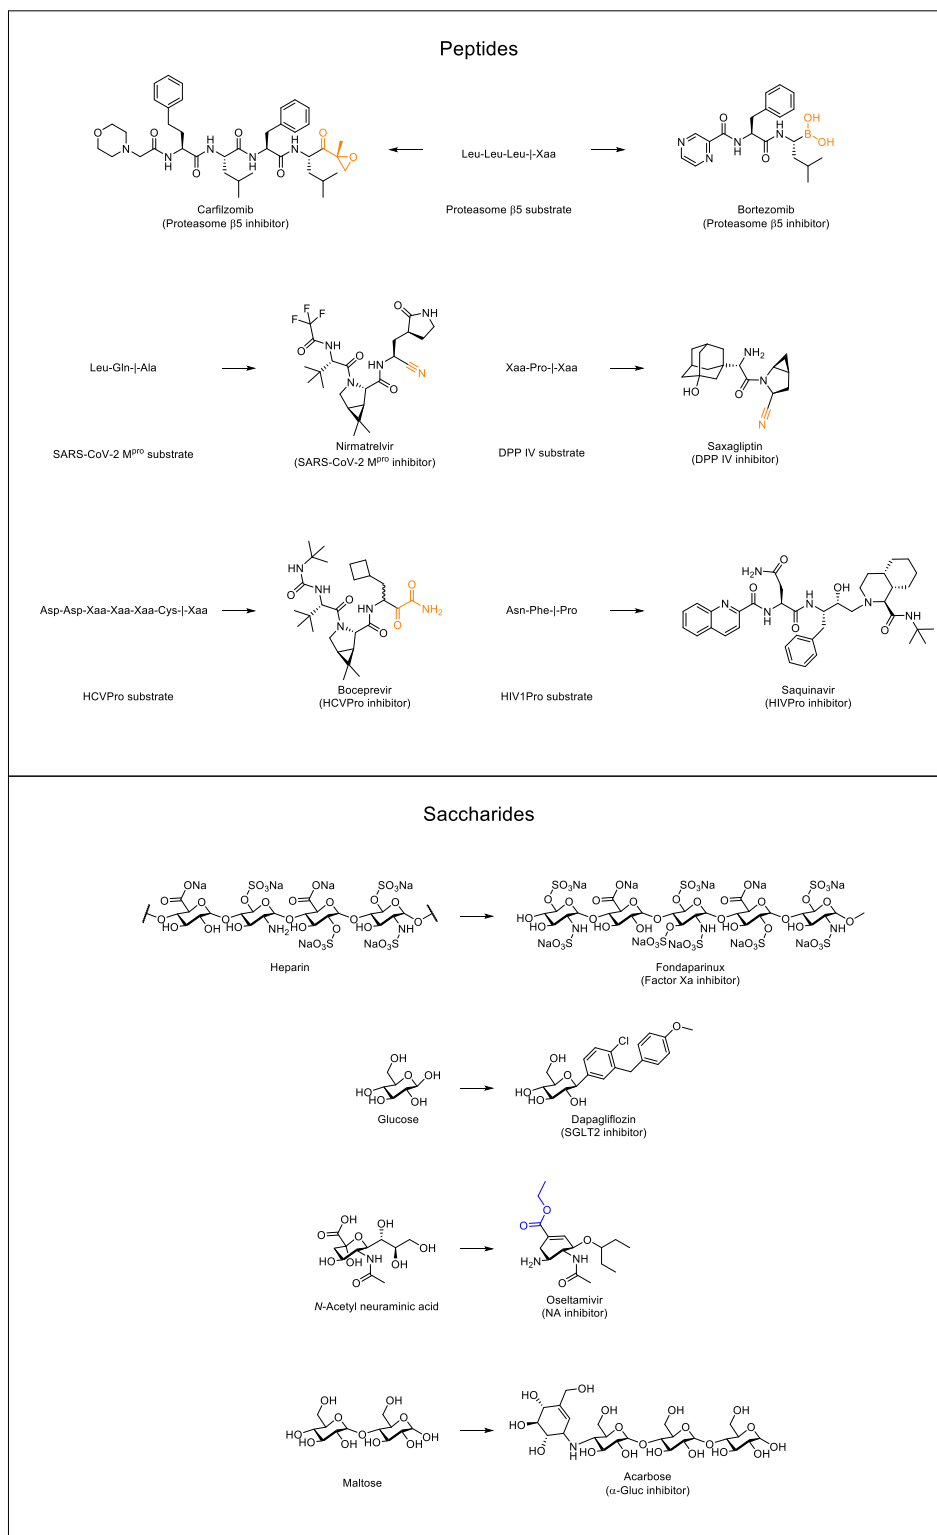 Peptides
Carfilzomib
(Proteasome β5 inhibitor)
Leu-Leu-Leu-|-Xaa
Proteasome β5 substrate
Bortezomib
(Proteasome β5 inhibitor)
Leu-Gln-|-Ala
SARS-CoV-2 Mpro substrate
Nirmatrelvir
(SARS-CoV-2 Mpro inhibitor)
Xaa-Pro-|-Xaa
DPP IV substrate
Saxagliptin
(DPP IV inhibitor)
Asp-Asp-Xaa-Xaa-Xaa-Cys-|-Xaa
HCVPro substrate
Boceprevir
(HCVPro inhibitor)
Asn-Phe-|-Pro
HIV1Pro substrate
Saquinavir
(HIVPro inhibitor)
Saccharides
Heparin
Fondaparinux
(Factor Xa inhibitor)
Glucose
Dapagliflozin
(SGLT2 inhibitor)
N-Acetyl neuraminic acid
Oseltamivir
(NA inhibitor)
Maltose
Acarbose
(α-Gluc inhibitor)